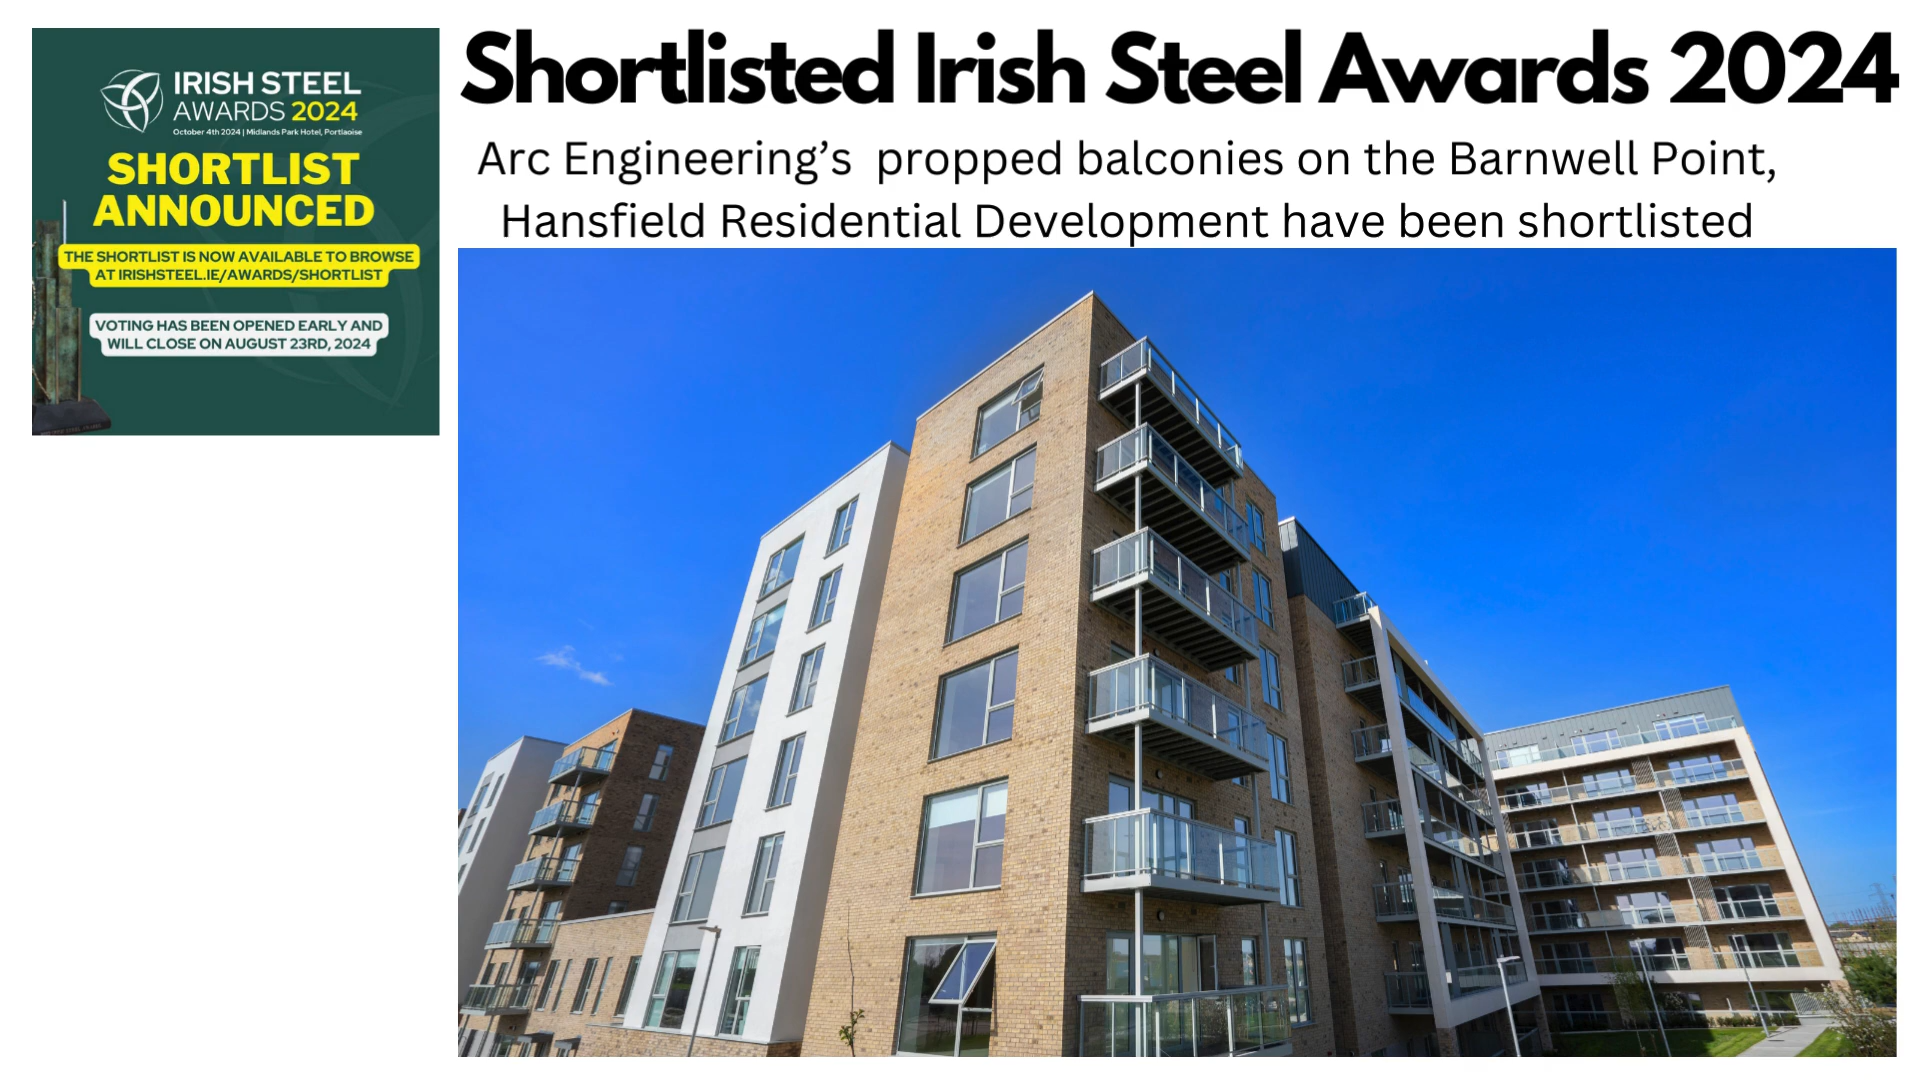 IRISH STEEL
AWARDS 2024
October 4th 2024 | Midlands Park Hotel, Portlaoise
SHORTLIST
ANNOUNCED
THE SHORTLIST IS NOW AVAILABLE TO BROWSE
AT IRISHSTEEL.IE/AWARDS/SHORTLIST
VOTING HAS BEEN OPENED EARLY AND
WILL CLOSE ON AUGUST 23RD, 2024
Shortlisted Irish Steel Awards 2024
Arc Engineering’s propped balconies on the Barnwell Point,
Hansfield Residential Development have been shortlisted